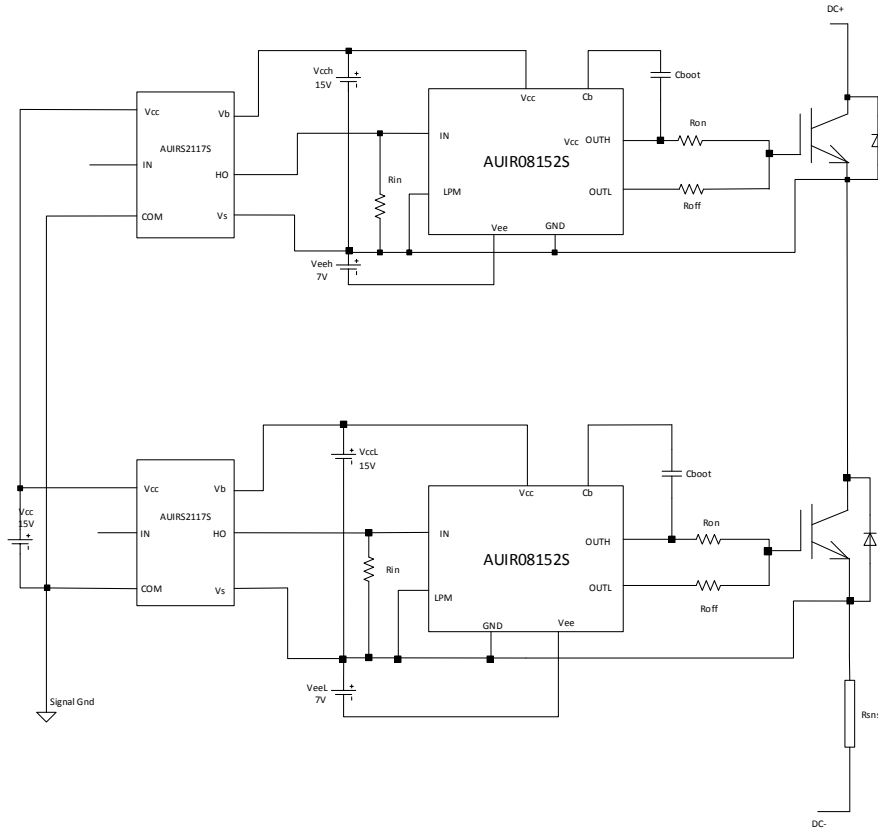 DC+
Vcch
15V
Cboot
Vcc
Cb
Vcc
Vb
IN
Vcc
OUTH
Ron
AUIRS2117S
AUIR08152S
IN
HO
LPM
OUTL
Rin
Roff
COM
Vs
Vee
GND
Veeh
7V
VccL
15V
Cboot
Vcc
Cb
Vcc
Vb
Vcc
15V
AUIRS2117S
IN
HO
IN
OUTH
Ron
AUIR08152S
Rin
COM
Vs
LPM
OUTL
Roff
GND
Vee
VeeL
7V
Signal Gnd
Rsns
DC-